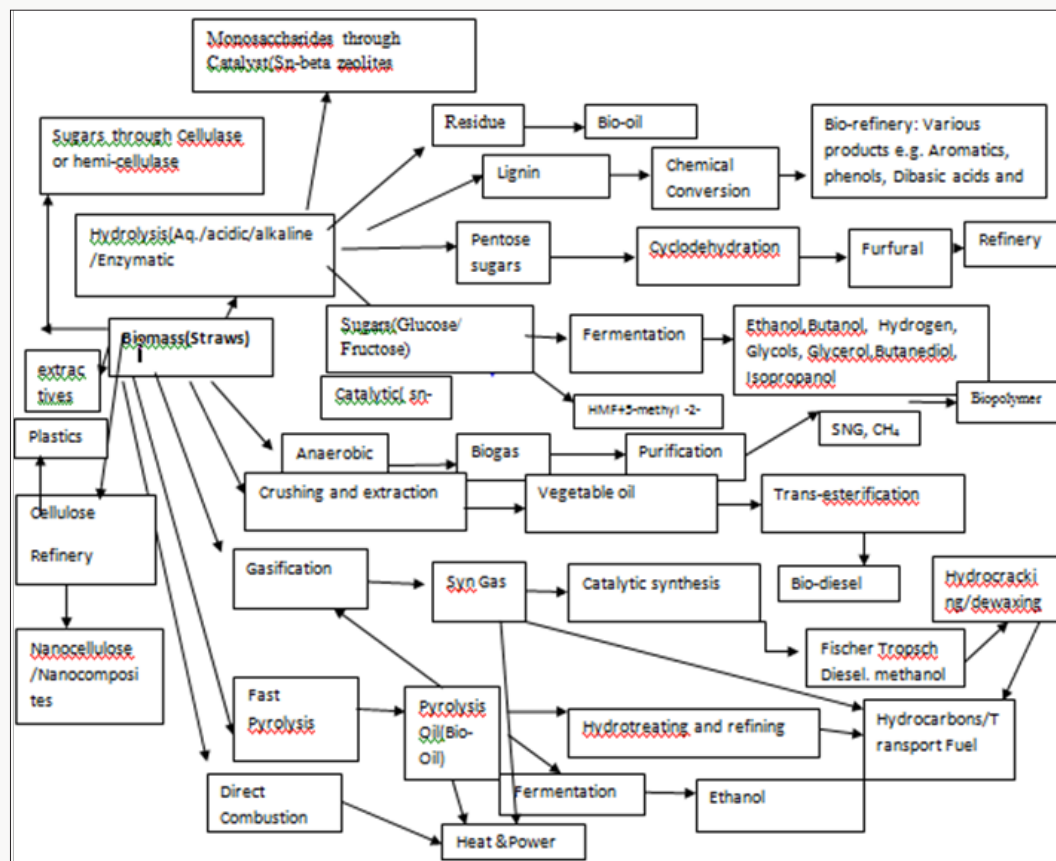 Monosaccharides through
Catalyst(Sn-beta zeolites
Sugars through Cellulase
or hemi-cellulase
Residue
Bio-oil
Bio-refinery: Various
products e.g. Aromatics,
phenols, Dibasic acids and
Lignin
Chemical
Conversion
Hydrolysis(Aq./acidic/alkaline
/Enzymatic
Pentose
sugars
Cyclodehydration
Furfural
Refinery
Biomass(Straws)
i
Sugars(Glucose/
Fructose)
Fermentation
Ethanol,Butanol, Hydrogen,
Glycols, Glycerol,Butanediol,
Isopropanol
extrac
tives
Catalytic( sn-
HMF+5-methyl -2-
Biopolymer
Plastics
SNG, CH₄
Anaerobic
Biogas
Purification
Crushing and extraction
Vegetable oil
Trans-esterification
Cellulose
Refinery
Gasification
Syn Gas
Catalytic synthesis
Bio-diesel
Hydrocracki
ng/dewaxing
Nanocellulose
/Nanocomposi
tes
Fischer Tropsch
Diesel. methanol
Fast
Pyrolysis
Pyrolysis
Oil(Bio-
Oil)
Hydrotreating and refining
Hydrocarbons/T
ransport Fuel
Direct
Combustion
Fermentation
Ethanol
Heat &Power